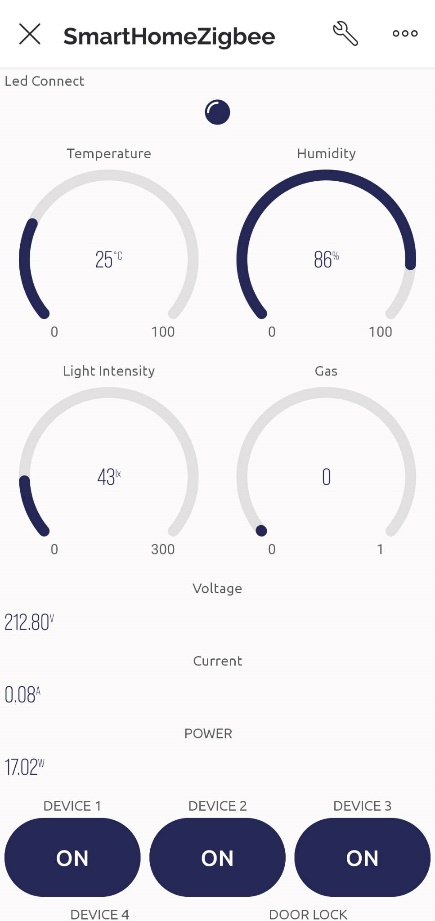 SmartHomeZigbee
Led Connect
Temperature Humidity
25°C 86%
0 100 0 100
Light Intensity Gas
43lx 0
0 300 0 1
Voltage
212.80V
Current
0.08A
POWER
17.02W
DEVICE 1 DEVICE 2 DEVICE 3
ON ON ON
DEVICE 4 DOOR LOCK